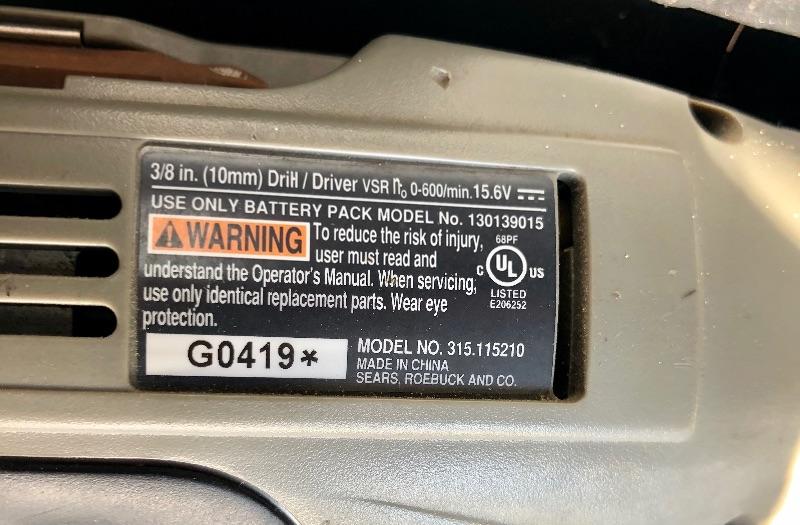 3/8 in. (10mm) Drill / Driver VSR n₀ 0-600/min. 15.6V ⎓
USE ONLY BATTERY PACK MODEL No. 130139015
WARNING To reduce the risk of injury,
user must read and
understand the Operator's Manual. When servicing,
use only identical replacement parts. Wear eye
protection.
68PF
C UL US
LISTED
E206252
G0419*
MODEL NO. 315.115210
MADE IN CHINA
SEARS, ROEBUCK AND CO.